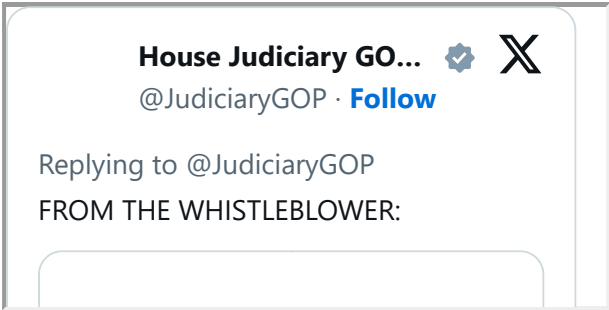 House Judiciary GO...
@JudiciaryGOP · Follow
Replying to @JudiciaryGOP
FROM THE WHISTLEBLOWER: